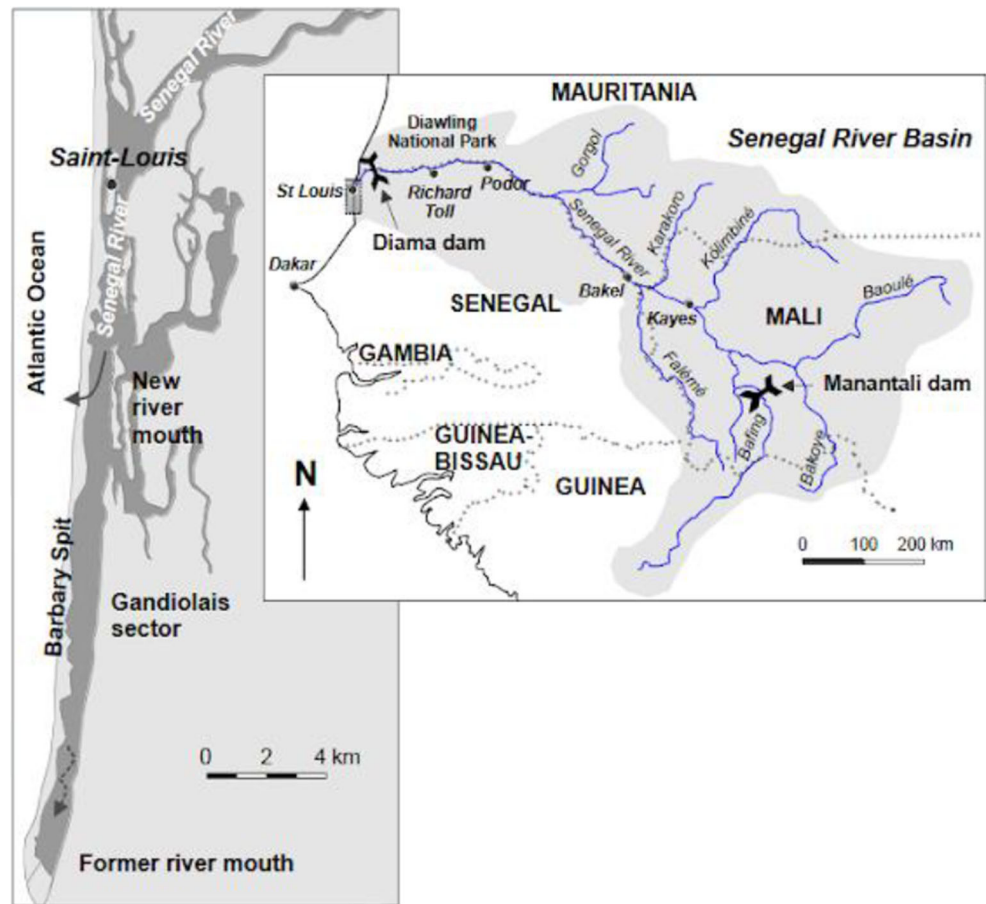 Senegal River
Saint-Louis
Senegal River
Atlantic Ocean
New
river
mouth
Barbary Spit
Gandiolais
sector
0 2 4 km
Former river mouth
MAURITANIA
Senegal River Basin
Diawling
National Park
Gorgol
St Louis
Richard
Toll
Podor
Diama dam
Senegal River
Karakoro
Kolimbiné
Dakar
Bakel
Kayes
Baoulé
SENEGAL
MALI
GAMBIA
Falémé
Manantali dam
Bafing
Bakoye
GUINEA-
BISSAU
GUINEA
N
0 100 200 km